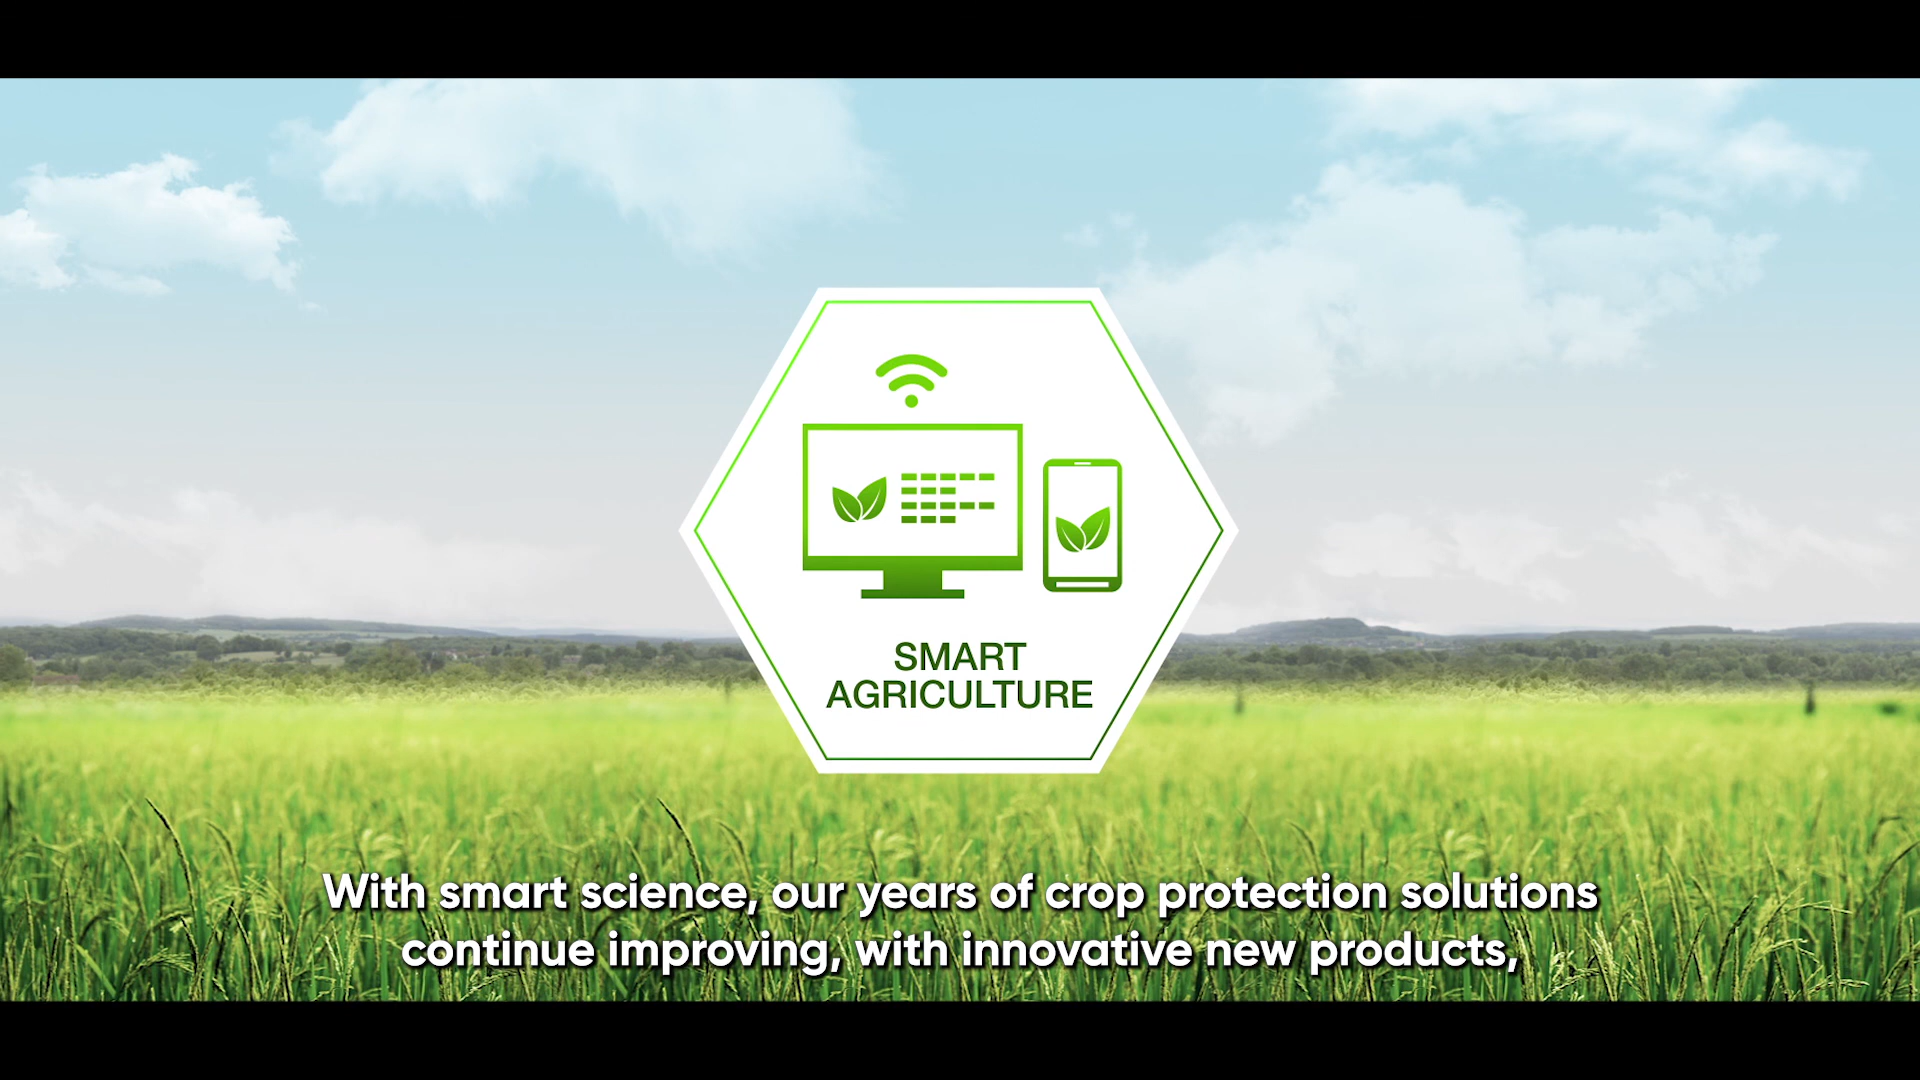 SMART
AGRICULTURE
With smart science, our years of crop protection solutions
continue improving, with innovative new products,